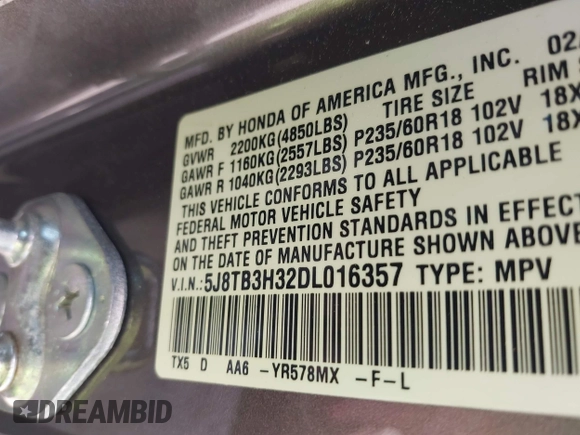 MFD. BY HONDA OF AMERICA MFG., INC. 02
GVWR 2200KG(4850LBS) TIRE SIZE RIM
GAWR F 1160KG(2557LBS) P235/60R18 102V 18X
GAWR R 1040KG(2293LBS) P235/60R18 102V 18X
THIS VEHICLE CONFORMS TO ALL APPLICABLE
FEDERAL MOTOR VEHICLE SAFETY
AND THEFT PREVENTION STANDARDS IN EFFECT
ON THE DATE OF MANUFACTURE SHOWN ABOVE
V.I.N.: 5J8TB3H32DL016357 TYPE: MPV
TX5 D AA6 -YR578MX -F-L
DREAMBID